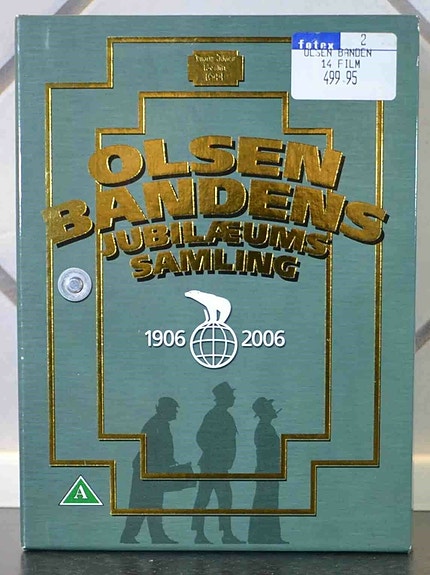 føtex 2
OLSEN BANDEN
14 FILM
499.95
OLSEN
BANDENS
JUBILÆUMS
SAMLING
1906 2006
A